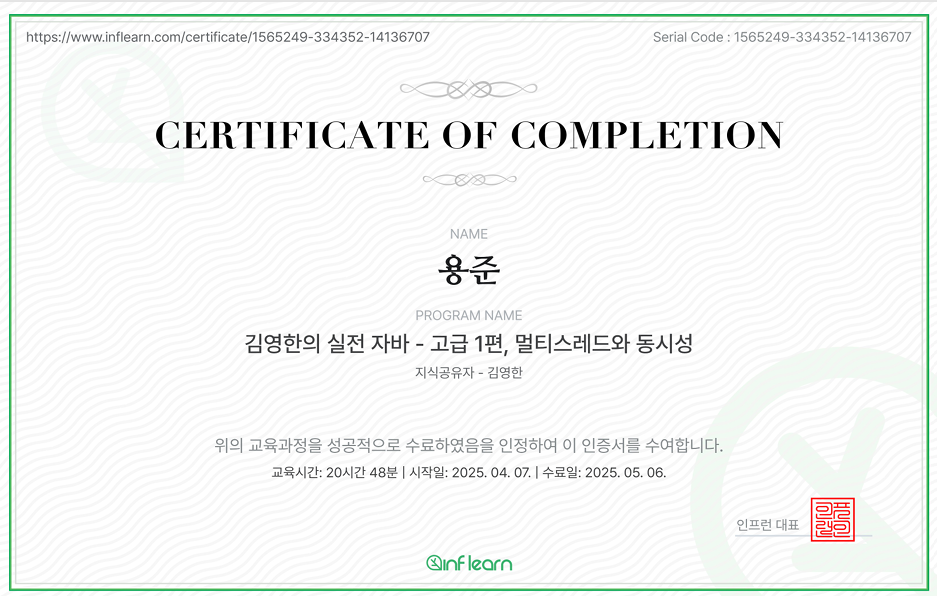 https://www.inflearn.com/certificate/1565249-334352-14136707
Serial Code : 1565249-334352-14136707
CERTIFICATE OF COMPLETION
NAME
용준
PROGRAM NAME
김영한의 실전 자바 - 고급 1편, 멀티스레드와 동시성
지식공유자 - 김영한
위의 교육과정을 성공적으로 수료하였음을 인정하여 이 인증서를 수여합니다.
교육시간: 20시간 48분 | 시작일: 2025. 04. 07. | 수료일: 2025. 05. 06.
인프런 대표
인프런인
inflearn